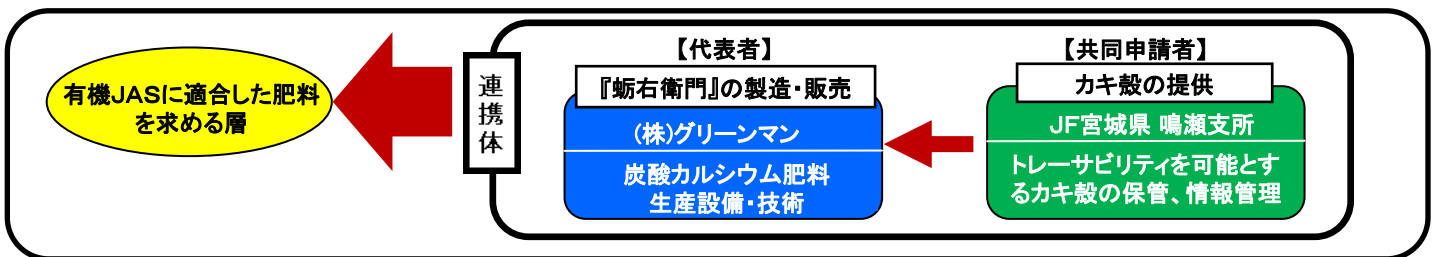 有機JASに適合した肥料
を求める層
連携体
【代表者】
『蛎右衛門』の製造・販売
(株)グリーンマン
炭酸カルシウム肥料
生産設備・技術
【共同申請者】
カキ殻の提供
JF宮城県 鳴瀬支所
トレーサビリティを可能とす
るカキ殻の保管、情報管理